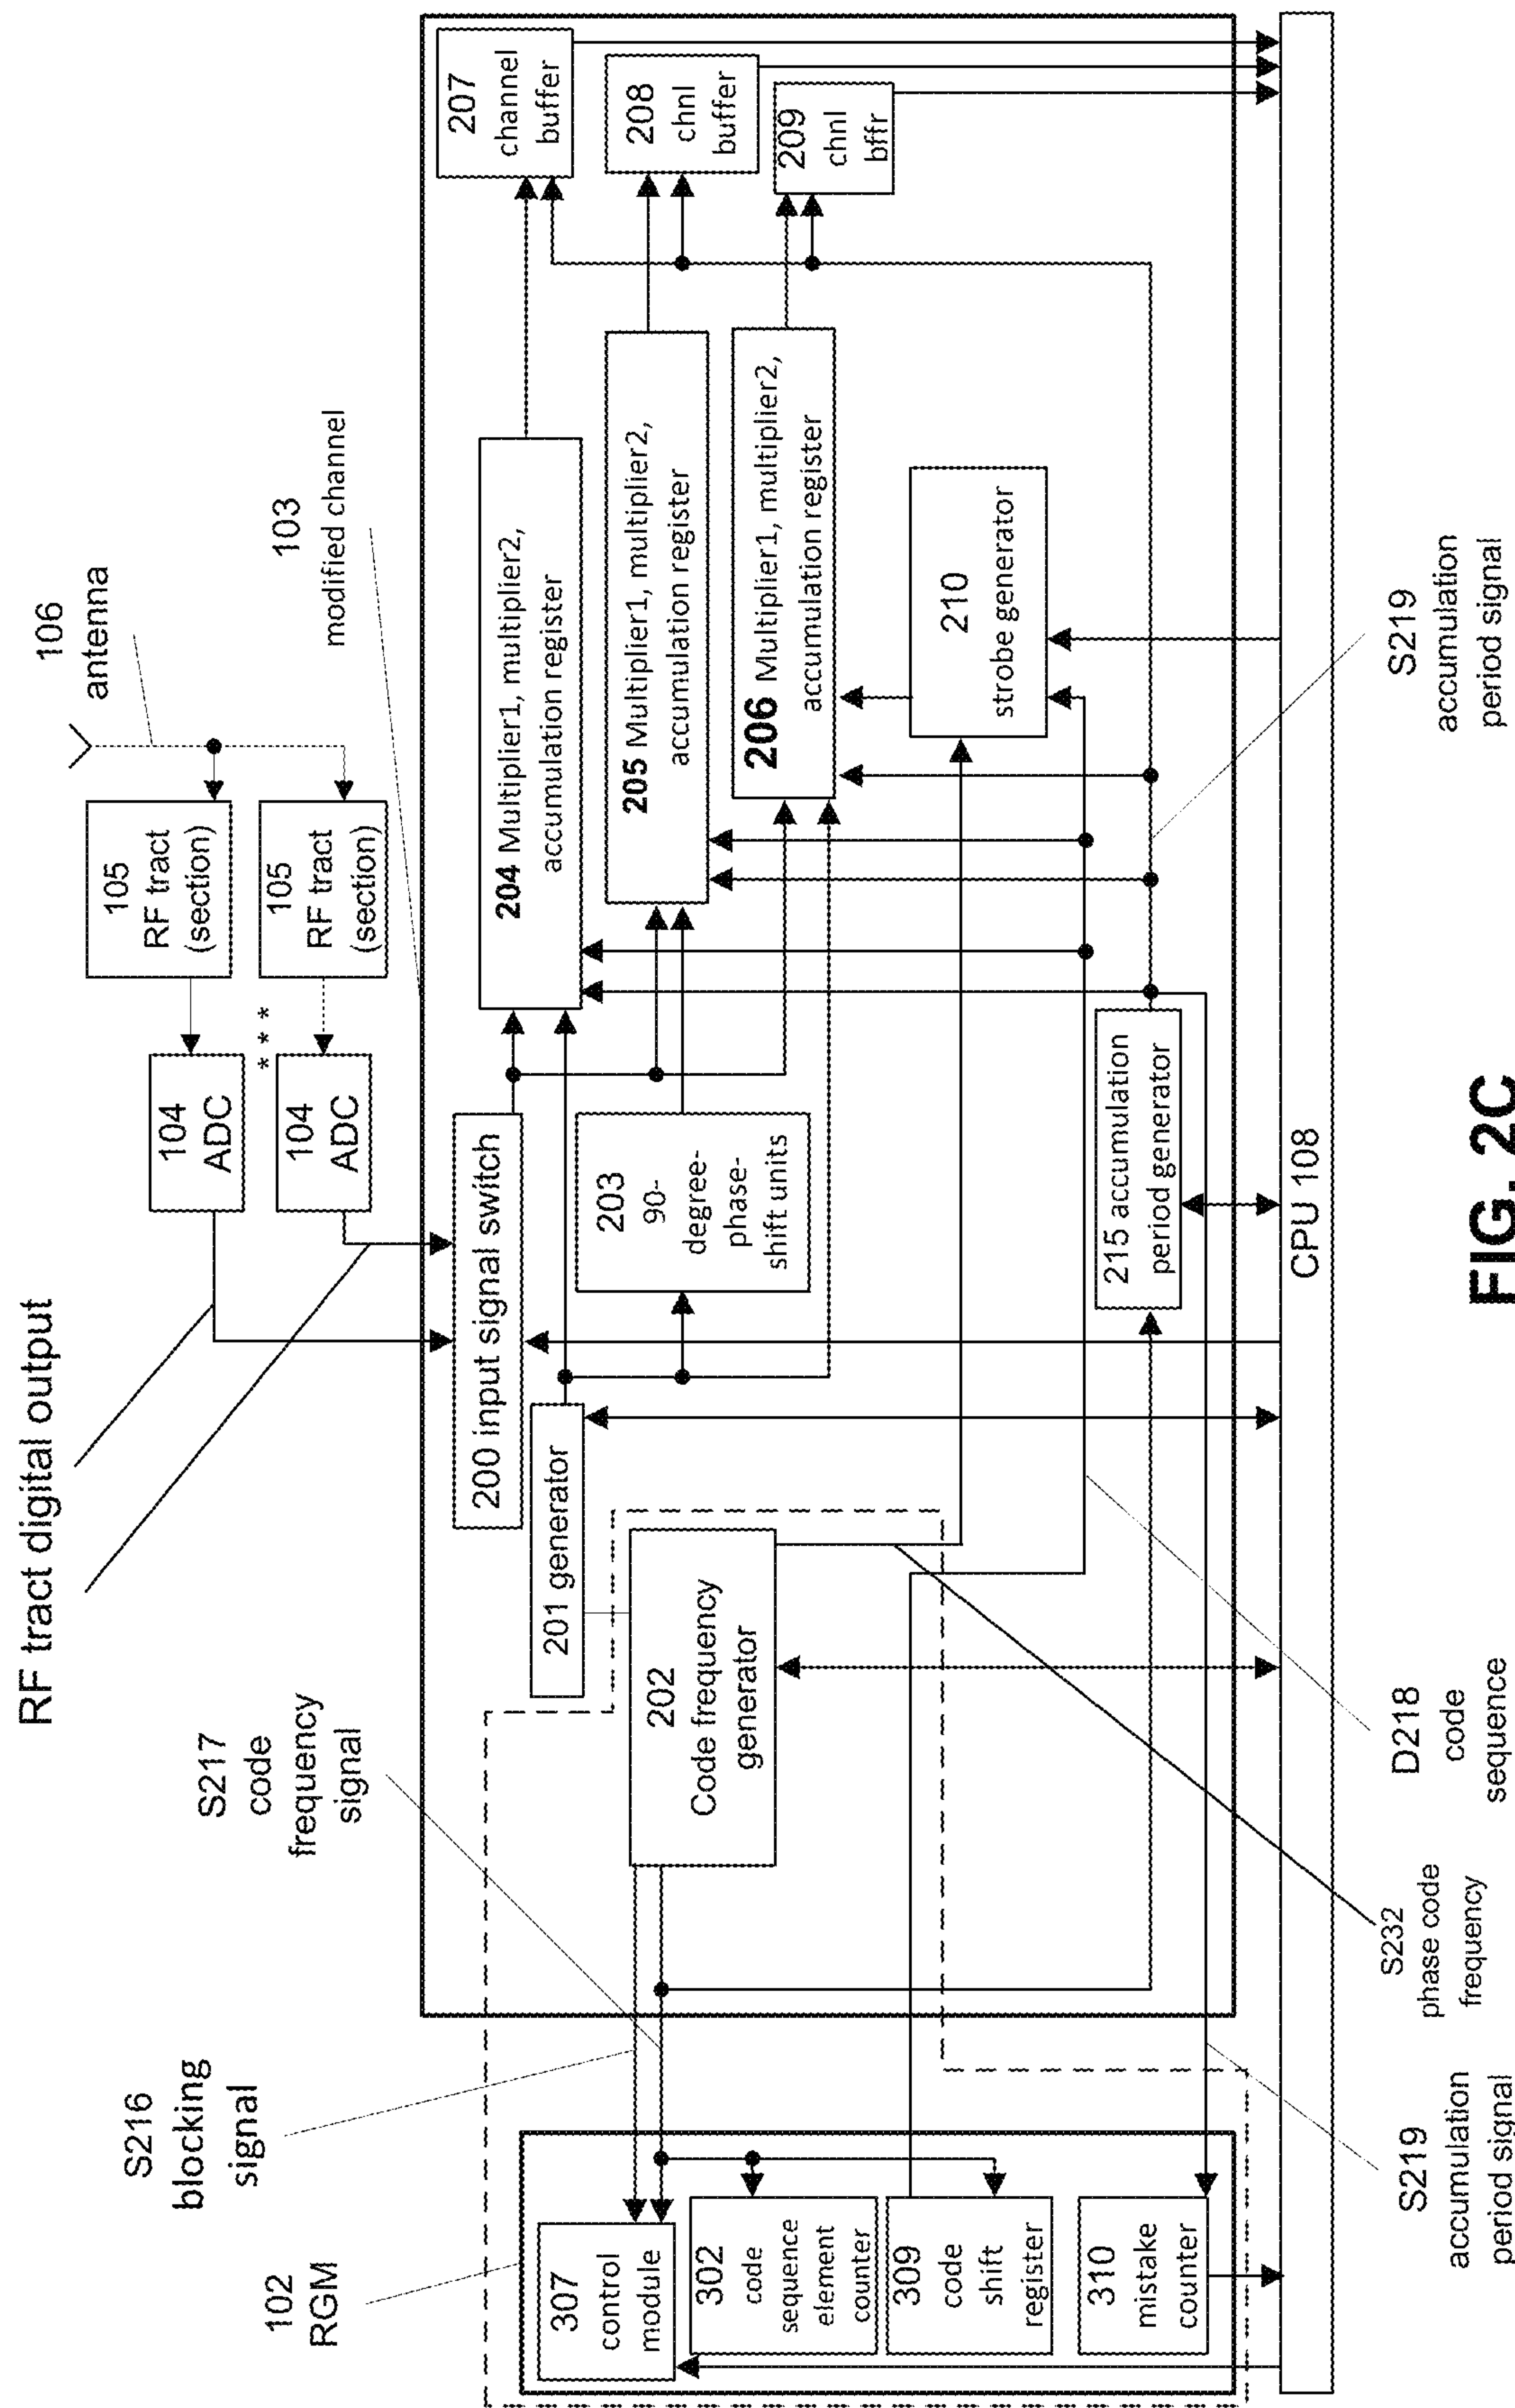 RF tract digital output
106
antenna
105
RF tract
(section)
105
RF tract
(section)
104
ADC
* * *
104
ADC
103
modified channel
S217
code
frequency
signal
S216
blocking
signal
102
RGM
307
control
module
302 code
sequence
element
counter
309 code
shift
register
310
mistake
counter
200 input signal switch
201 generator
202
Code frequency
generator
203
90-
degree-
phase-
shift units
204 Multiplier1, multiplier2,
accumulation register
205 Multiplier1, multiplier2,
accumulation register
206 Multiplier1, multiplier2,
accumulation register
207
channel
buffer
208
chnl
buffer
209
chnl
bffr
210
strobe generator
215 accumulation
period generator
CPU 108
S219
accumulation
period signal
S232
phase code
frequency
D218
code
sequence
S219
accumulation
period signal
FIG. 2C